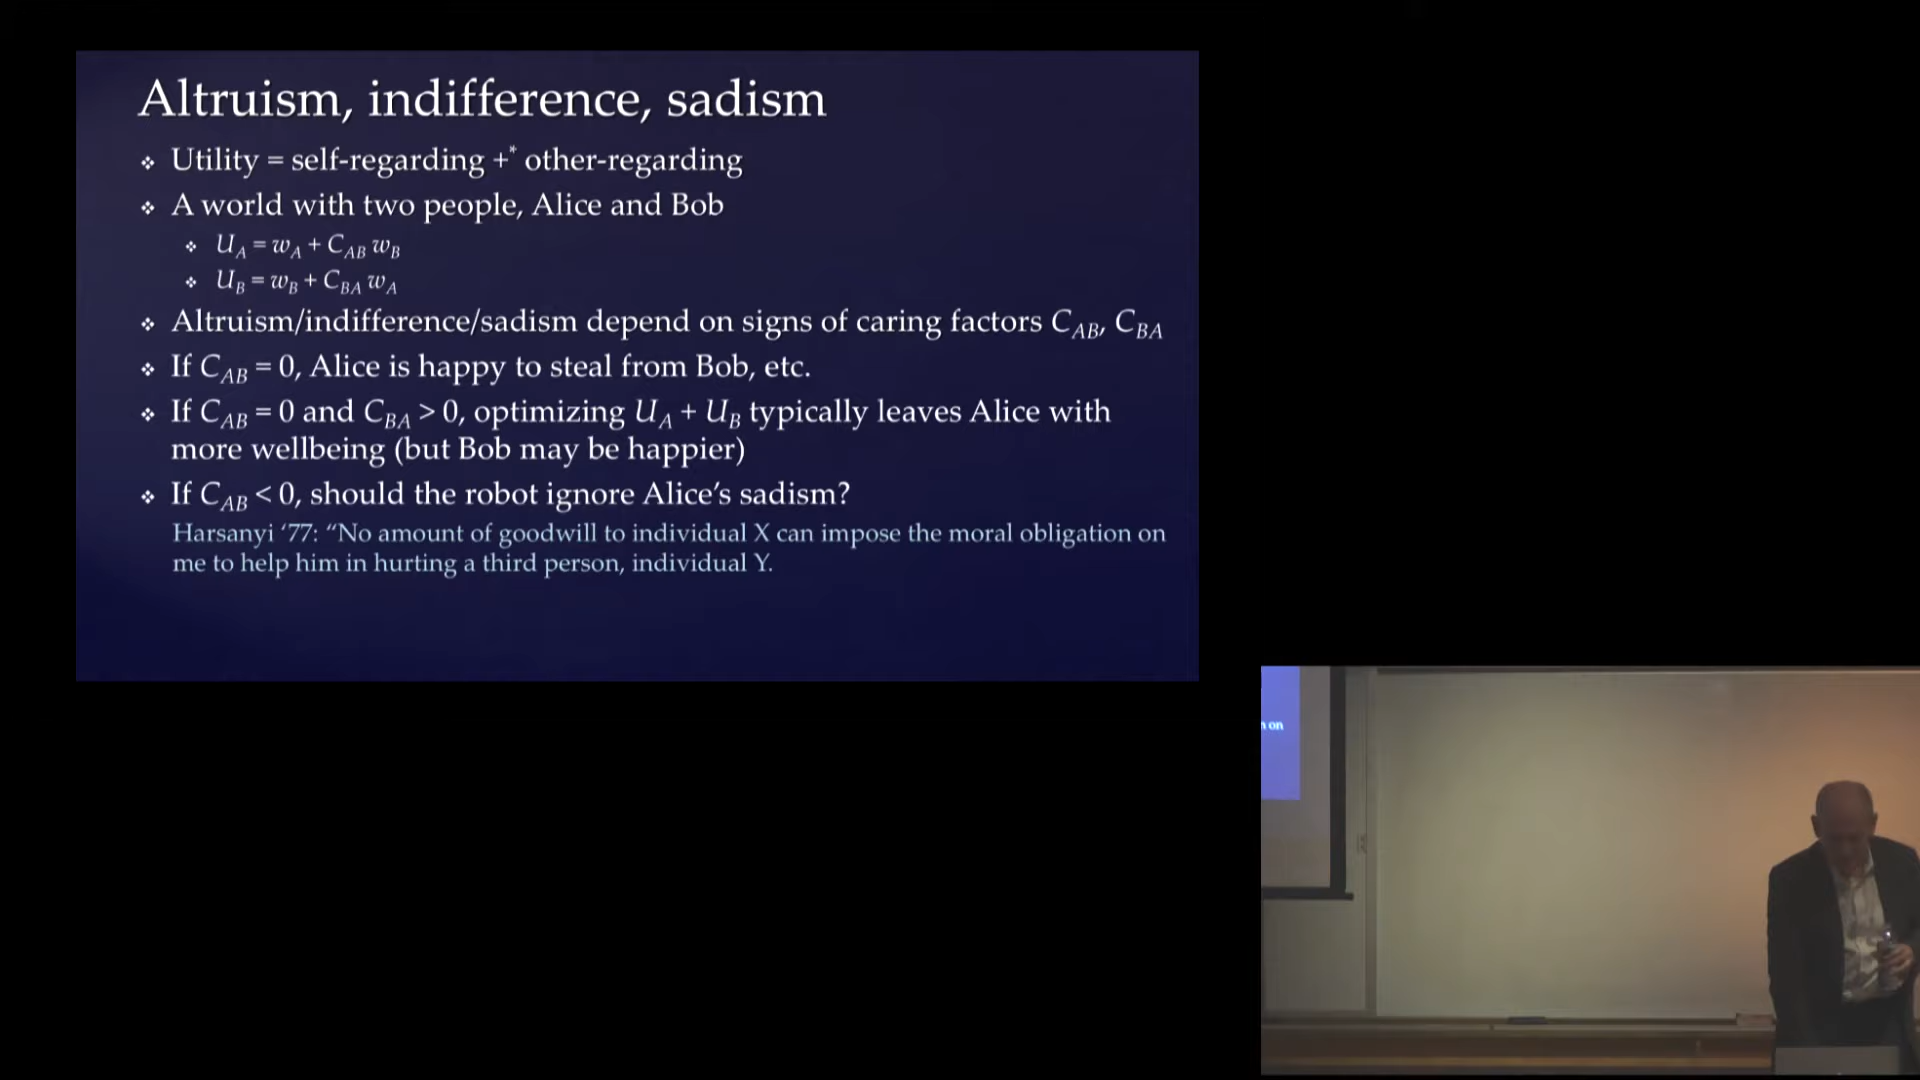 Altruism, indifference, sadism
❖ Utility = self-regarding +* other-regarding
❖ A world with two people, Alice and Bob
❖ U_A = w_A + C_AB w_B
❖ U_B = w_B + C_BA w_A
❖ Altruism/indifference/sadism depend on signs of caring factors C_AB, C_BA
❖ If C_AB = 0, Alice is happy to steal from Bob, etc.
❖ If C_AB = 0 and C_BA > 0, optimizing U_A + U_B typically leaves Alice with
more wellbeing (but Bob may be happier)
❖ If C_AB < 0, should the robot ignore Alice’s sadism?
Harsanyi ‘77: “No amount of goodwill to individual X can impose the moral obligation on
me to help him in hurting a third person, individual Y.
on